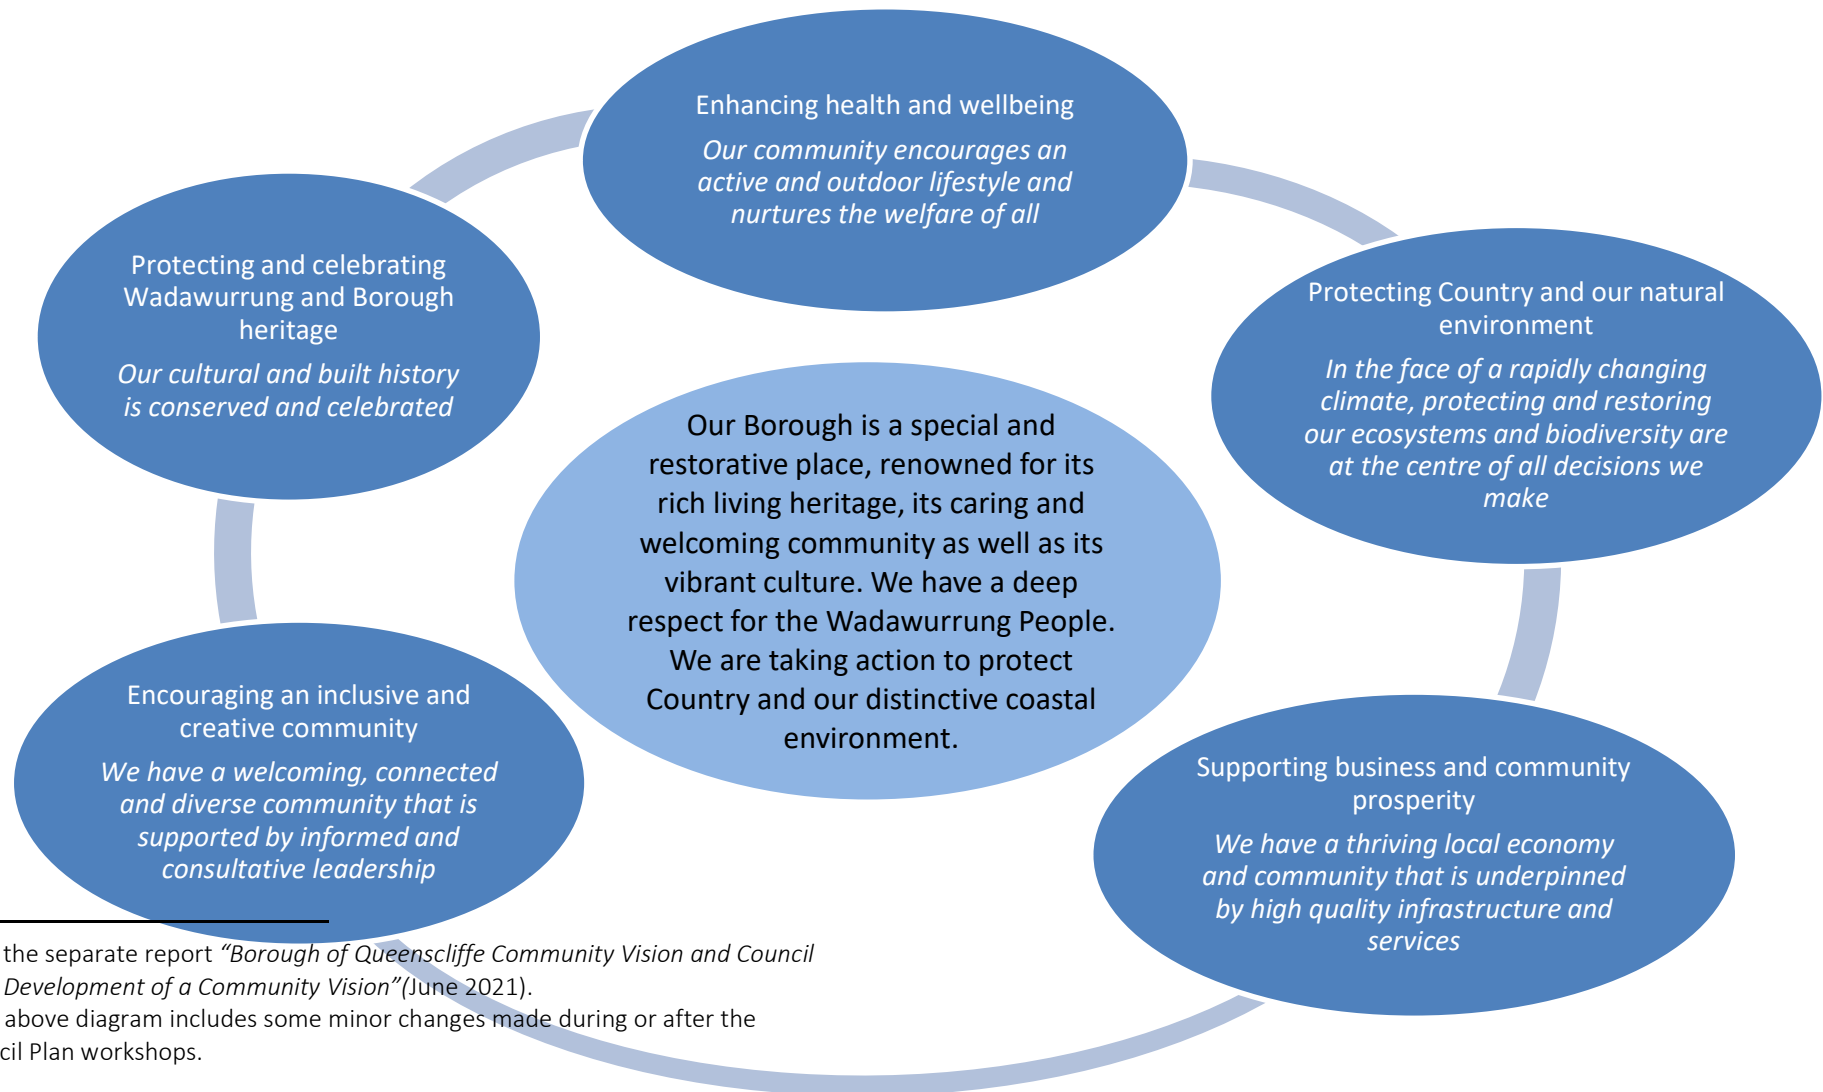 Enhancing health and wellbeing
Our community encourages an
active and outdoor lifestyle and
nurtures the welfare of all
Protecting and celebrating
Wadawurrung and Borough
heritage
Our cultural and built history
is conserved and celebrated
Protecting Country and our natural
environment
In the face of a rapidly changing
climate, protecting and restoring
our ecosystems and biodiversity are
at the centre of all decisions we
make
Our Borough is a special and
restorative place, renowned for its
rich living heritage, its caring and
welcoming community as well as its
vibrant culture. We have a deep
respect for the Wadawurrung People.
We are taking action to protect
Country and our distinctive coastal
environment.
Encouraging an inclusive and
creative community
We have a welcoming, connected
and diverse community that is
supported by informed and
consultative leadership
Supporting business and community
prosperity
We have a thriving local economy
and community that is underpinned
by high quality infrastructure and
services
the separate report “Borough of Queenscliffe Community Vision and Council
Development of a Community Vision”(June 2021).
above diagram includes some minor changes made during or after the
cil Plan workshops.